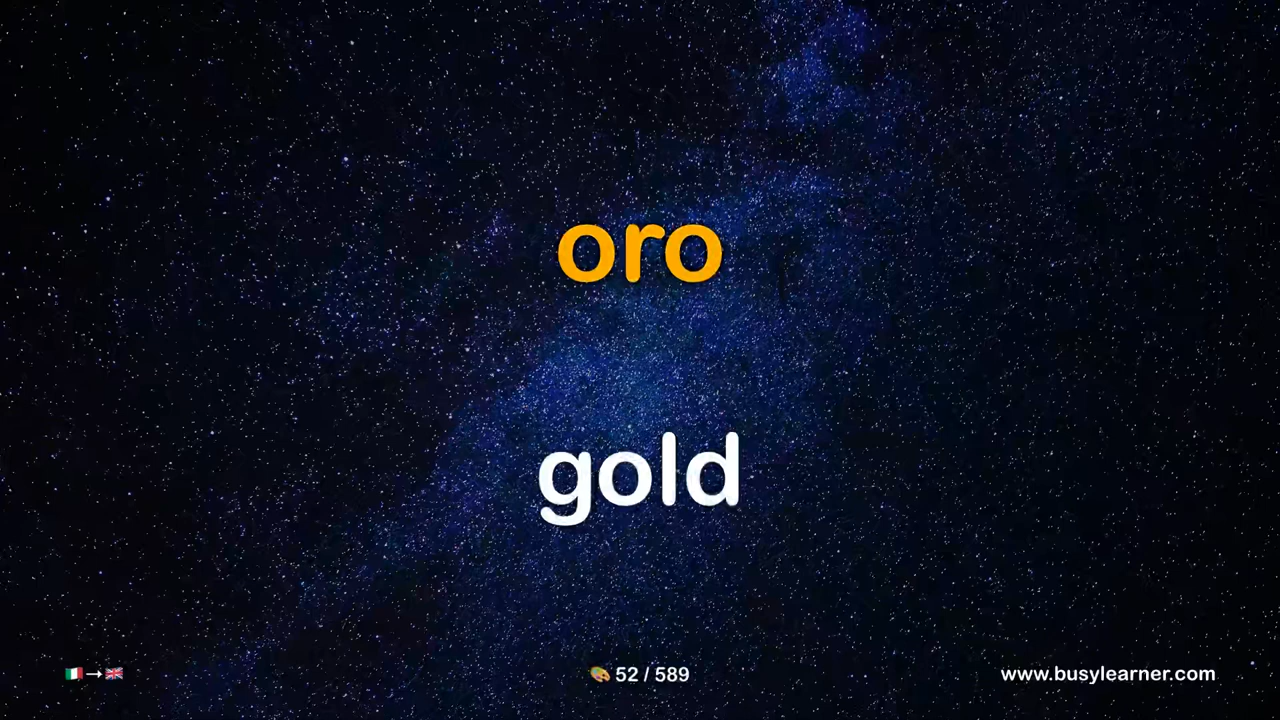 oro
gold
🇮🇹→🇬🇧 🎨 52 / 589 www.busylearner.com